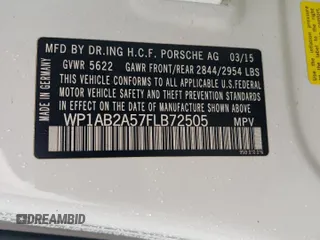 MFD BY DR.ING H.C.F. PORSCHE AG 03/15
GVWR 5622 GAWR FRONT/REAR 2844/2954 LBS
THIS VEHICLE CONFORMS TO ALL APPLICABLE
FEDERAL MOTOR VEHICLE SAFETY AND
THEFT PREVENTION STANDARDS IN EFFECT ON
THE DATE OF MANUFACTURE SHOWN ABOVE.
WP1AB2A57FLB72505 MPV
MADE IN GERMANY
DREAMBID